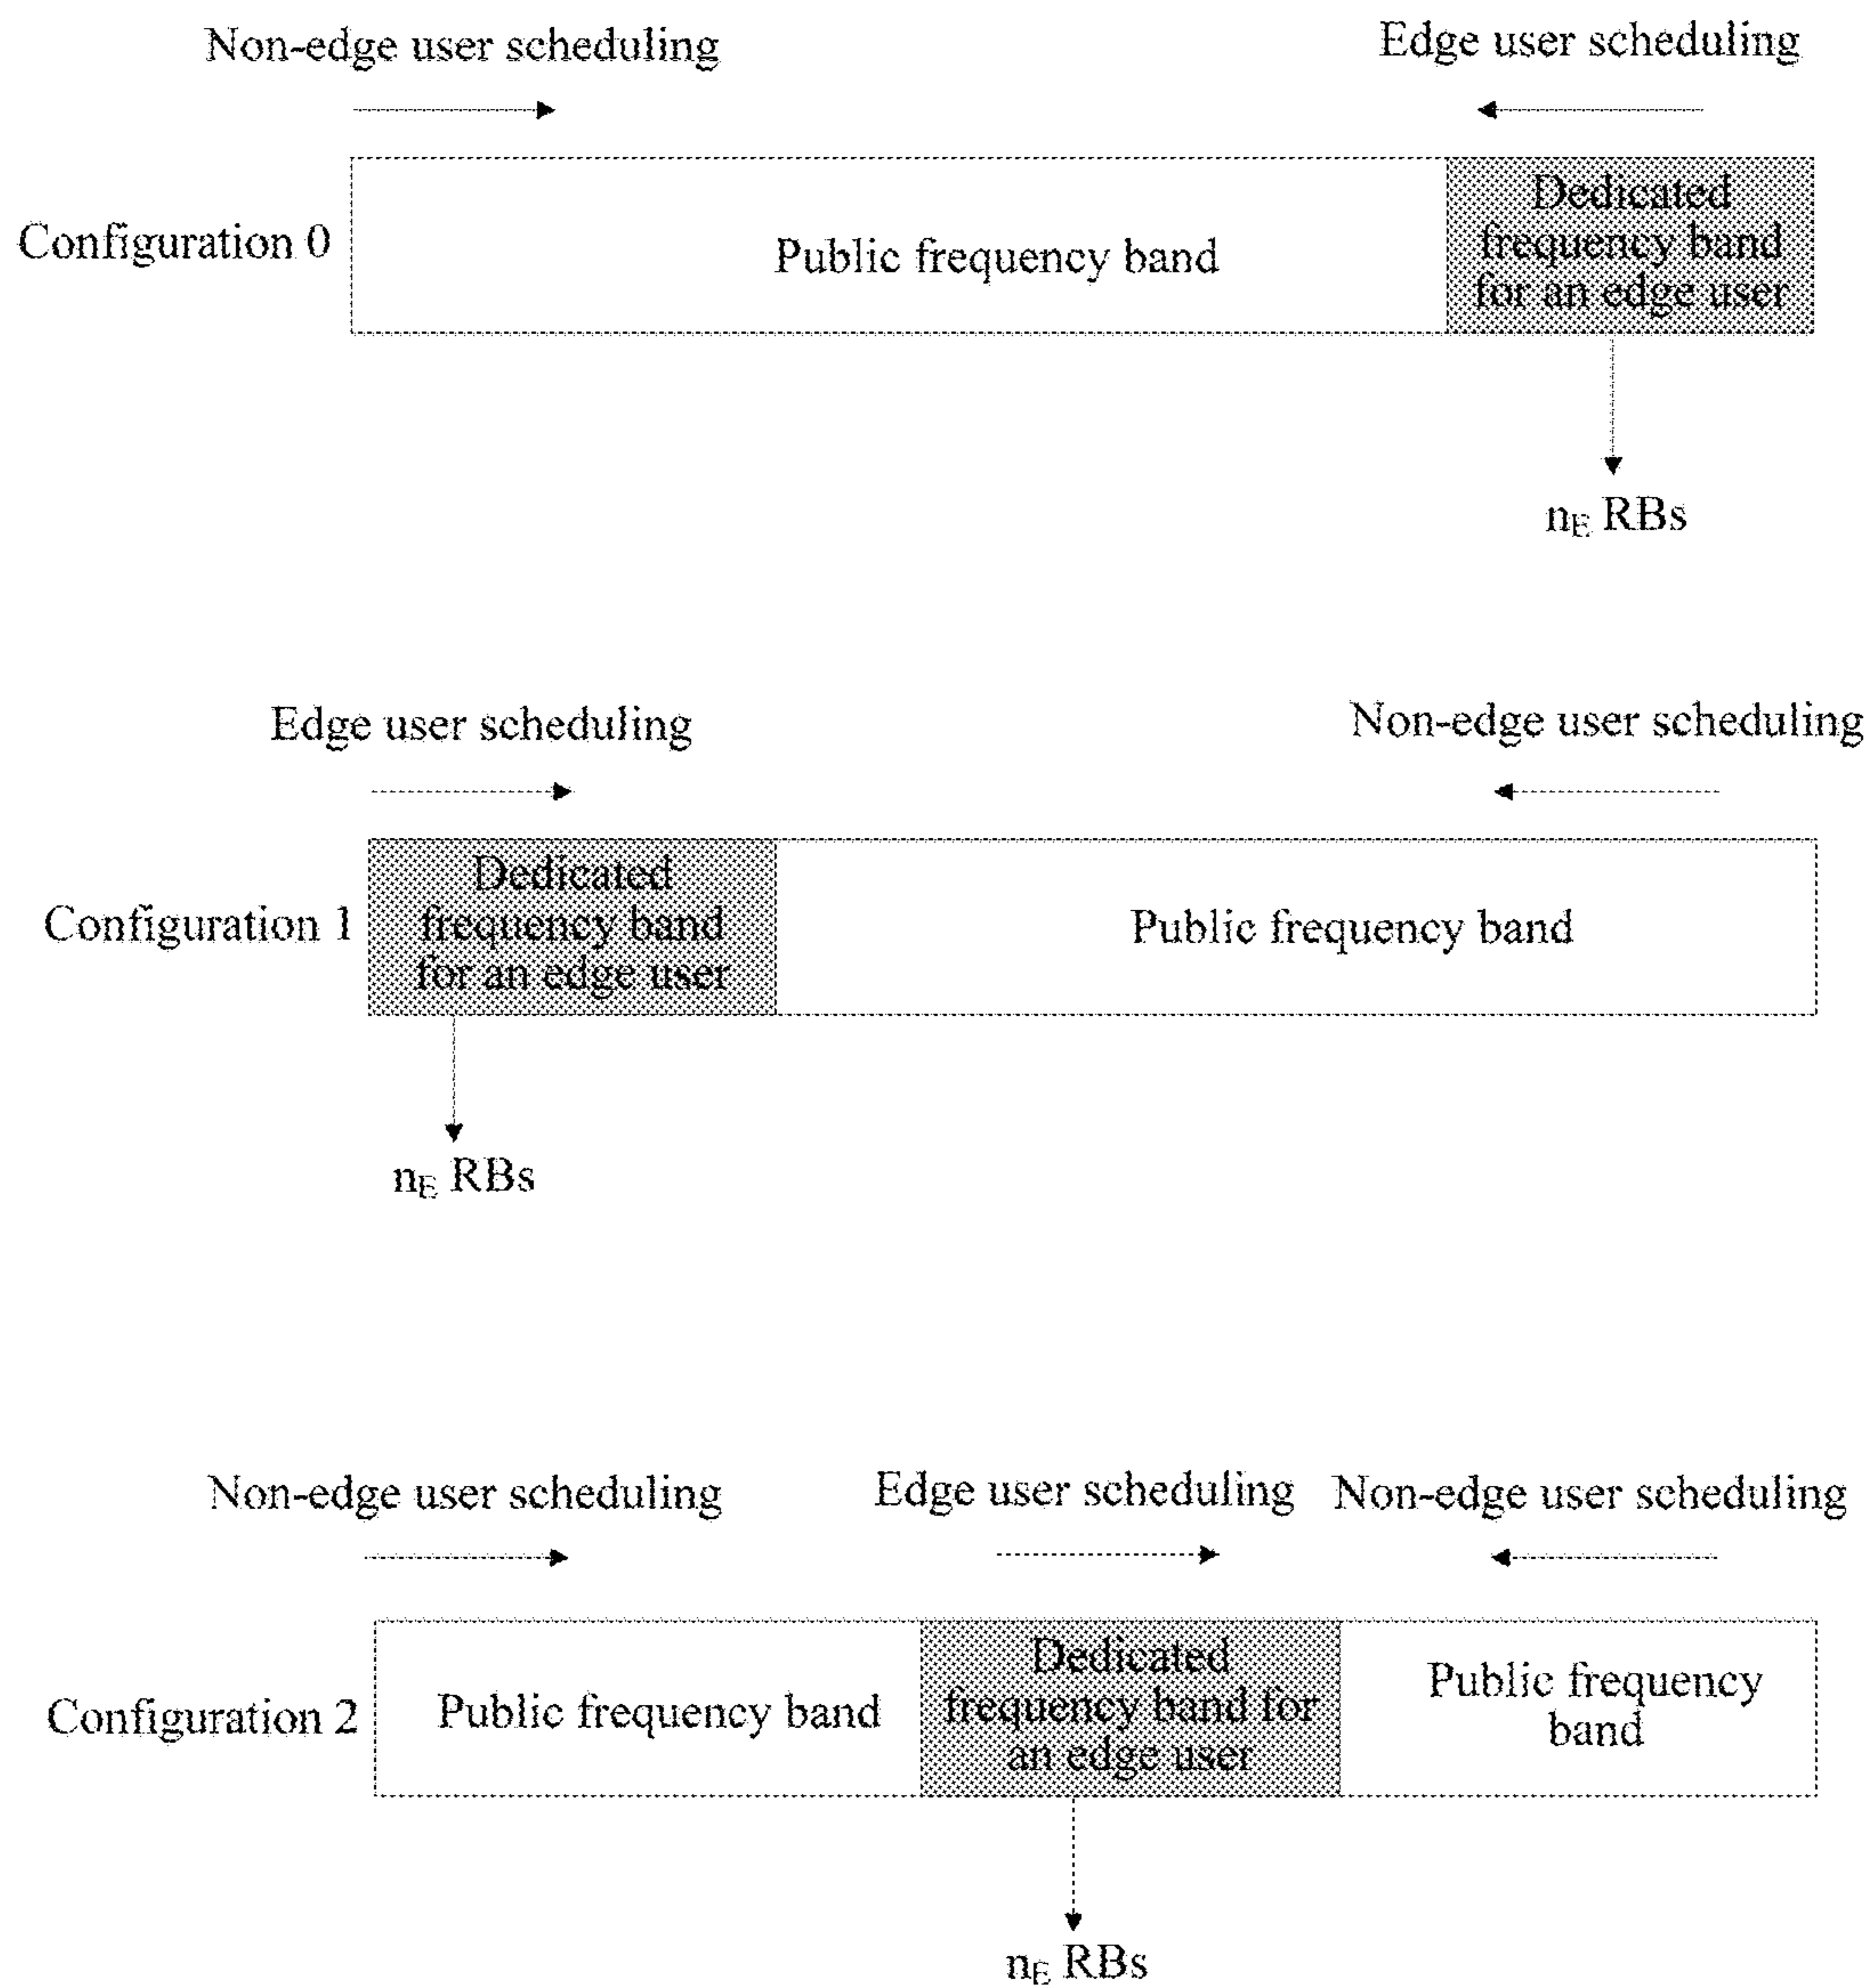 Non-edge user scheduling
Edge user scheduling
Configuration 0
Public frequency band
Dedicated
frequency band
for an edge user
nE RBs
Edge user scheduling
Non-edge user scheduling
Configuration 1
Dedicated
frequency band
for an edge user
Public frequency band
nE RBs
Non-edge user scheduling
Edge user scheduling
Non-edge user scheduling
Configuration 2
Public frequency band
Dedicated
frequency band for
an edge user
Public frequency
band
nE RBs